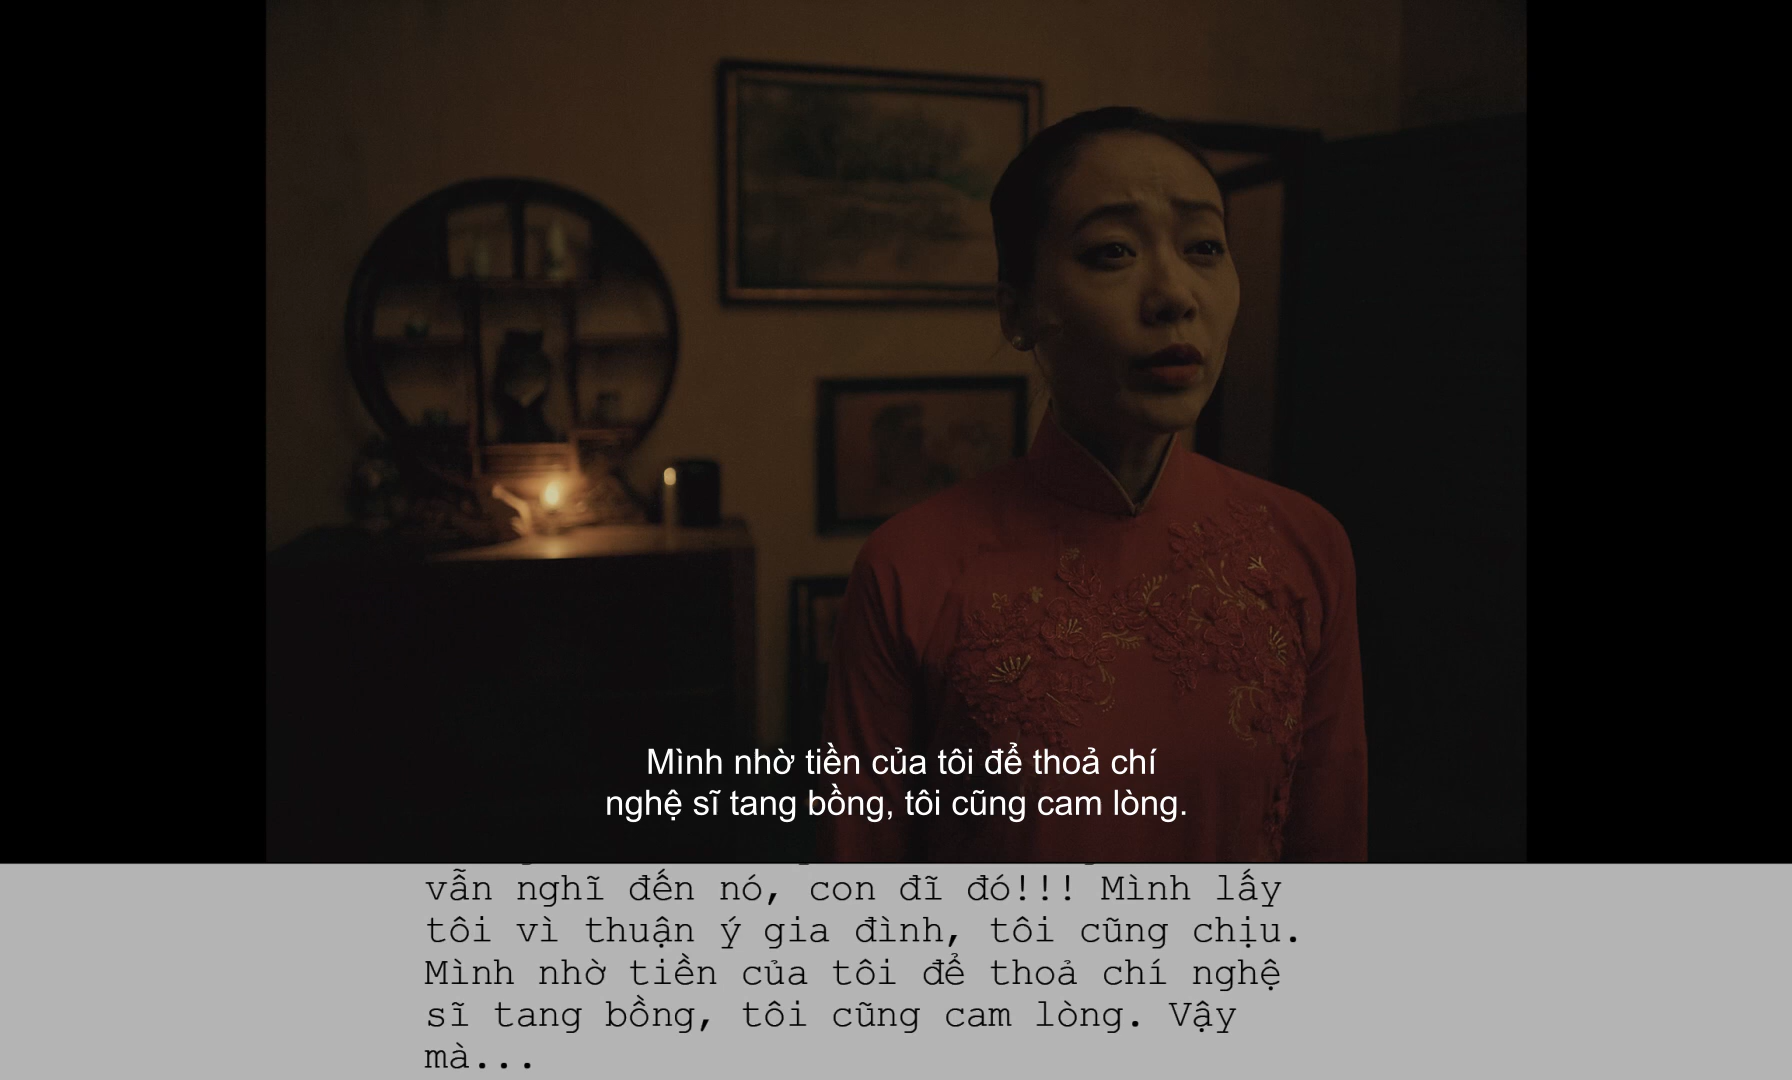 Mình nhờ tiền của tôi để thoả chí
nghệ sĩ tang bồng, tôi cũng cam lòng.
vẫn nghĩ đến nó, con đĩ đó!!! Mình lấy
tôi vì thuận ý gia đình, tôi cũng chịu.
Mình nhờ tiền của tôi để thoả chí nghệ
sĩ tang bồng, tôi cũng cam lòng. Vậy
mà...